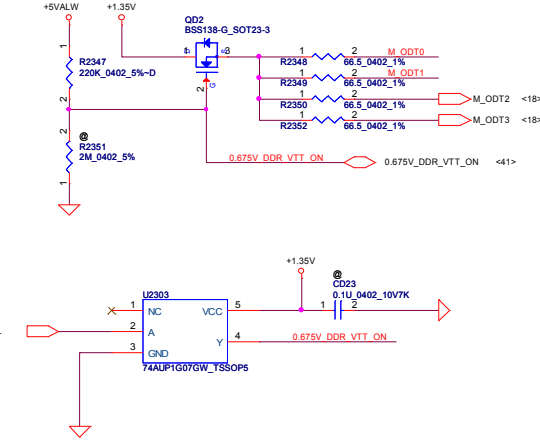 +5VALW
+1.35V
QD2
BSS138-G_SOT23-3
1
3
G
2
1
R2347
220K_0402_5%~D
2
1
2
M_ODT0
R2348
66.5_0402_1%
1
2
M_ODT1
R2349
66.5_0402_1%
1
2
M_ODT2 <18>
R2350
66.5_0402_1%
1
2
M_ODT3 <18>
R2352
66.5_0402_1%
2
@
R2351
2M_0402_5%
1
0.675V_DDR_VTT_ON
0.675V_DDR_VTT_ON <41>
+1.35V
@
CD23
0.1U_0402_10V7K
1
2
U2303
1
NC
VCC
5
2
A
3
GND
Y
4
0.675V_DDR_VTT_ON
74AUP1G07GW_TSSOP5